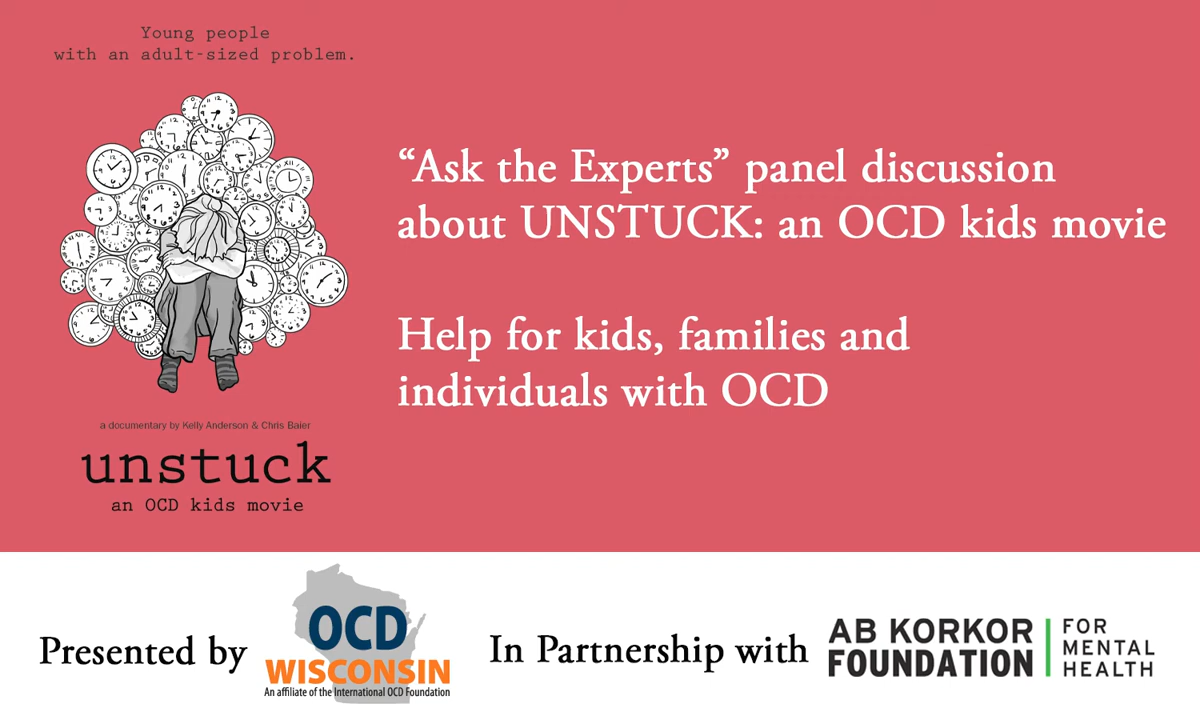 Young people
with an adult-sized problem.
a documentary by Kelly Anderson & Chris Baier
unstuck
an OCD kids movie
“Ask the Experts” panel discussion
about UNSTUCK: an OCD kids movie
Help for kids, families and
individuals with OCD
Presented by
OCD
WISCONSIN
An affiliate of the International OCD Foundation
In Partnership with
AB KORKOR
FOUNDATION
FOR
MENTAL
HEALTH